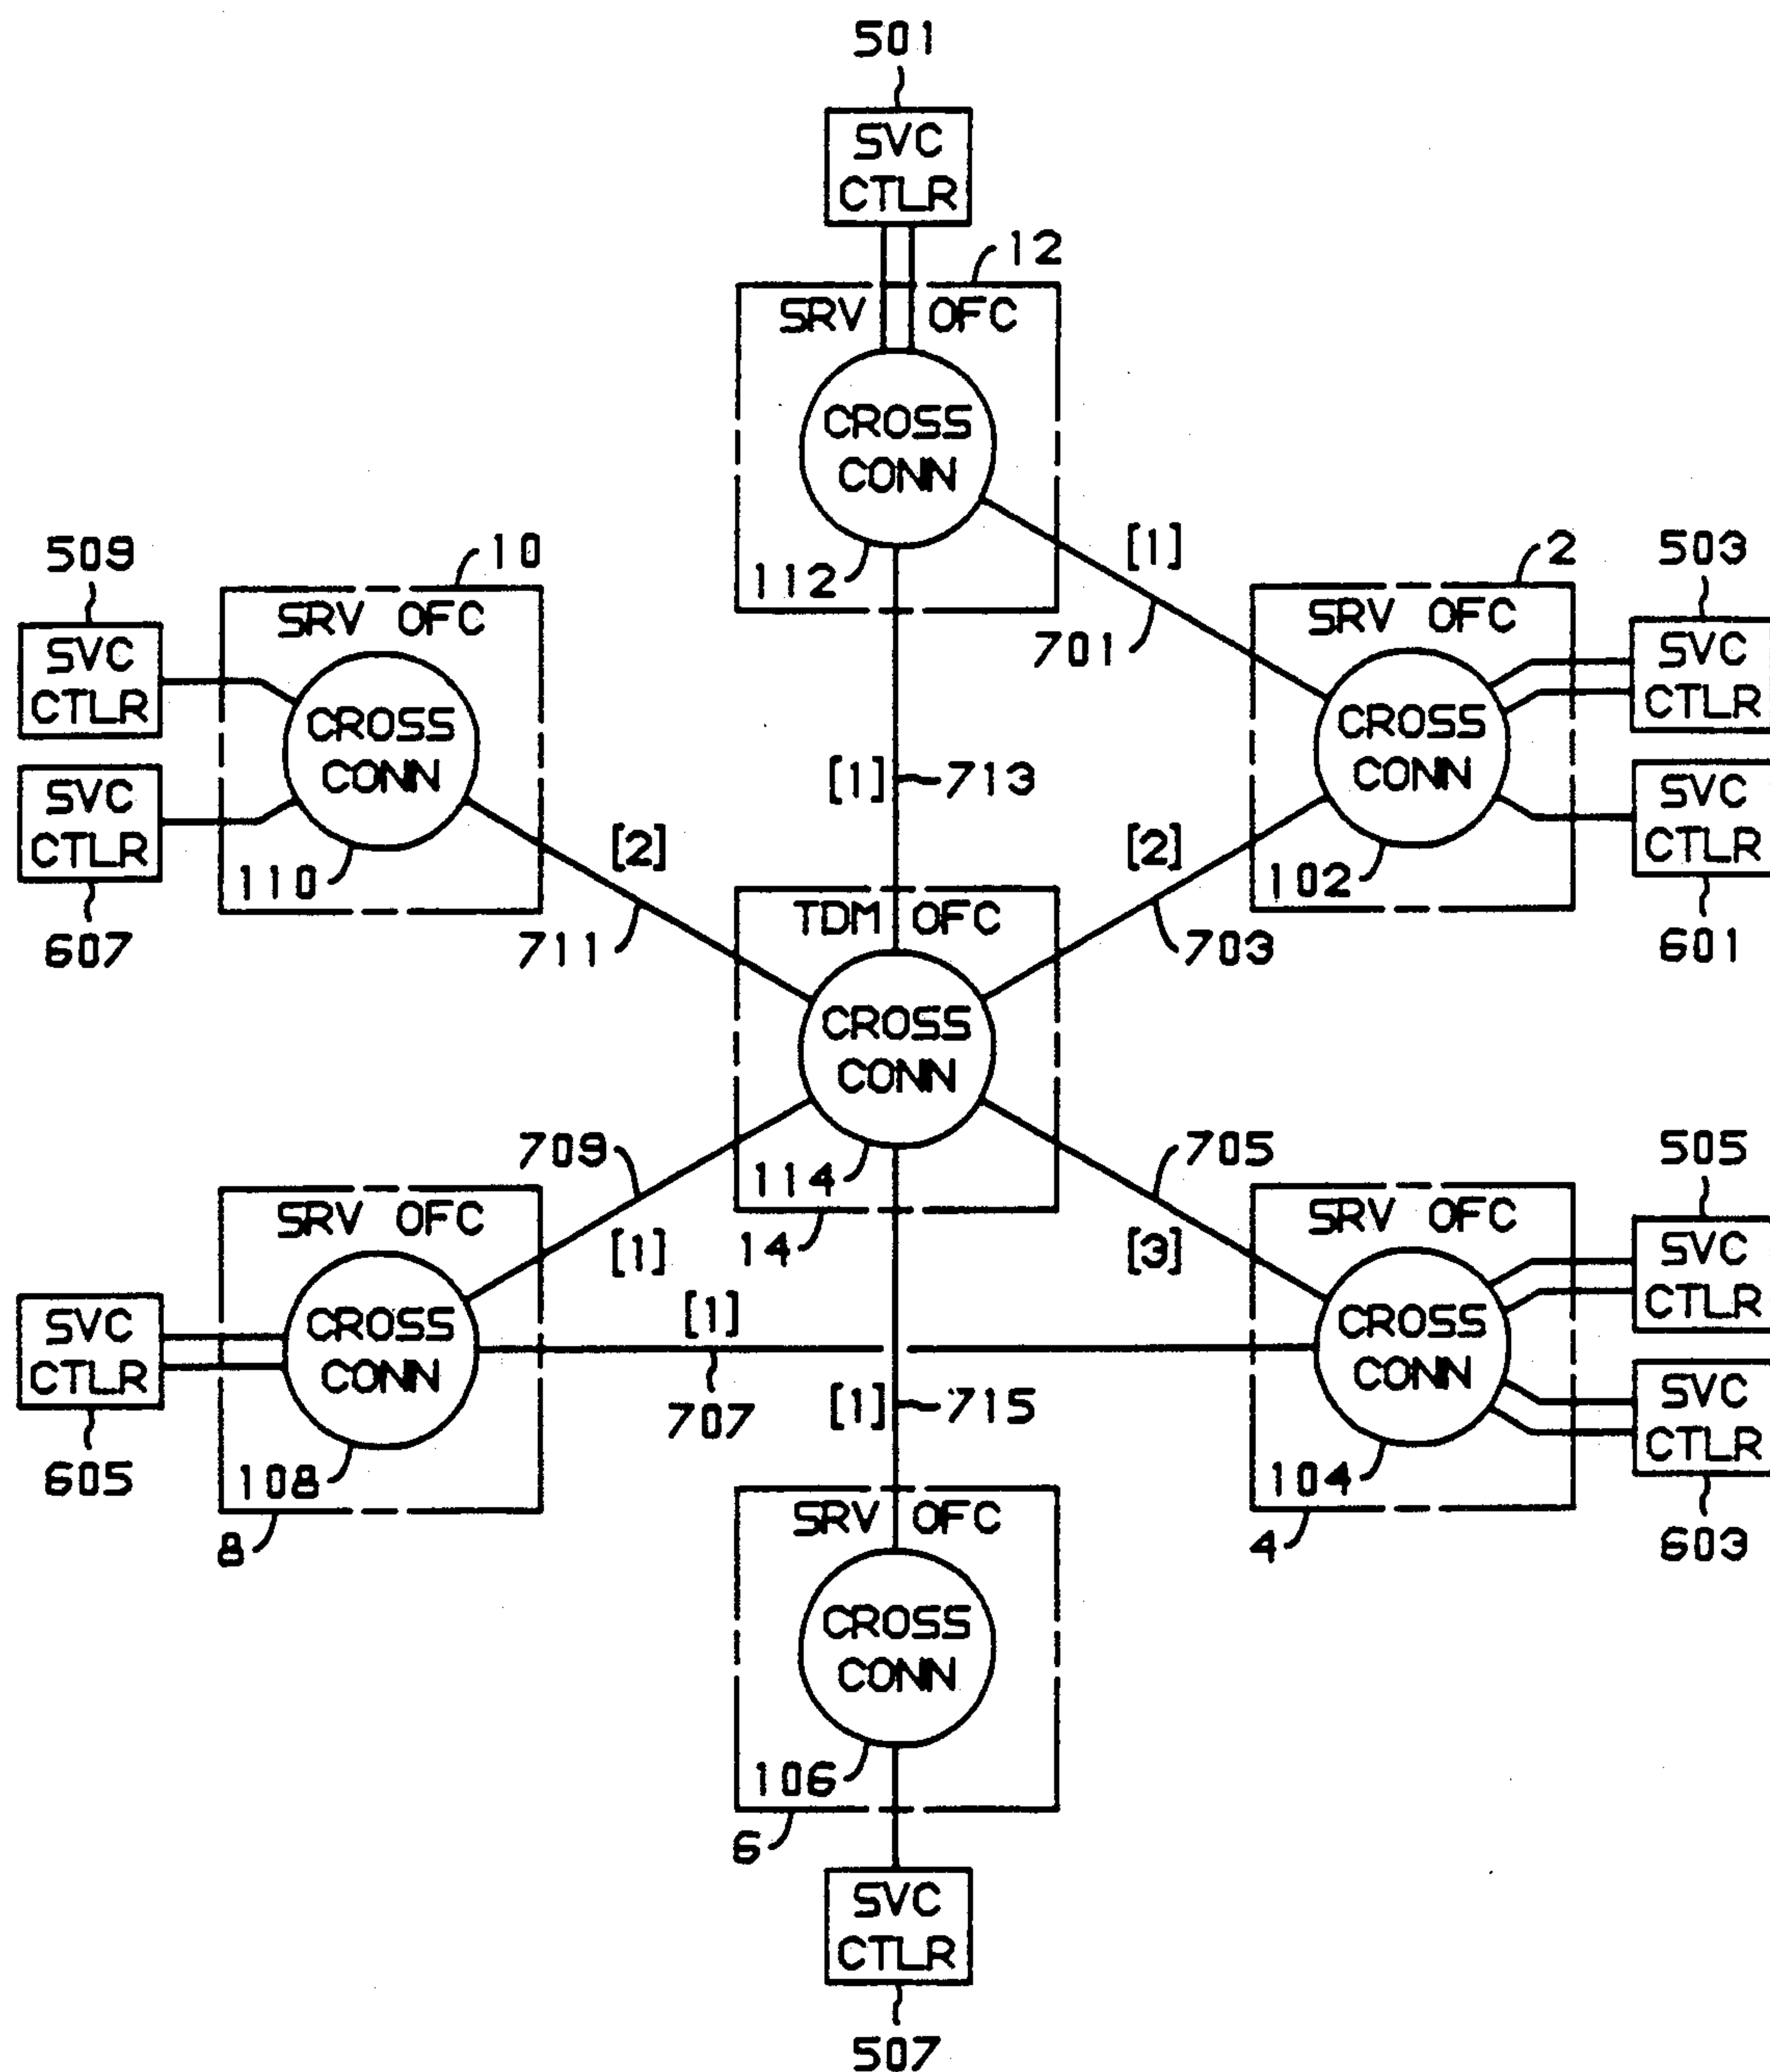 501
SVC
CTLR
12
SRV OFC
CROSS
CONN
112
[1]
701
509
10
SVC
CTLR
SRV OFC
CROSS
CONN
110
SVC
CTLR
607
2
503
SRV OFC
SVC
CTLR
CROSS
CONN
102
SVC
CTLR
601
[1]
713
[2]
711
[2]
703
TDM OFC
CROSS
CONN
114
14
709
[1]
705
[3]
8
SRV OFC
CROSS
CONN
108
SVC
CTLR
605
[1]
707
[1]
715
505
SRV OFC
SVC
CTLR
CROSS
CONN
104
4
SVC
CTLR
603
SRV OFC
CROSS
CONN
106
6
SVC
CTLR
507